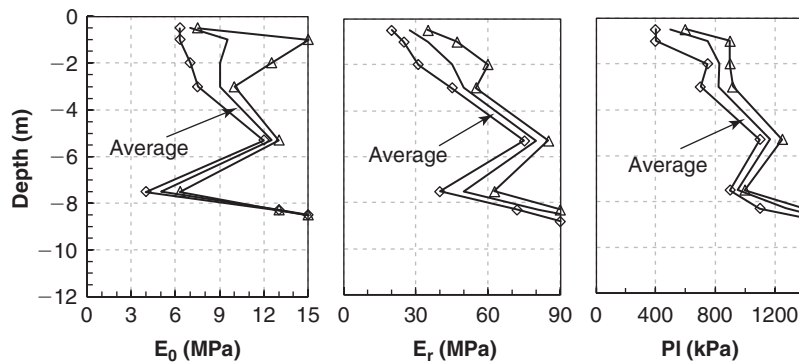 Depth (m)
0
−2
−4
−6
−8
−10
−12
Average
0 3 6 9 12 15
E0 (MPa)
Average
0 30 60 90
Er (MPa)
Average
0 400 800 1200
Pl (kPa)